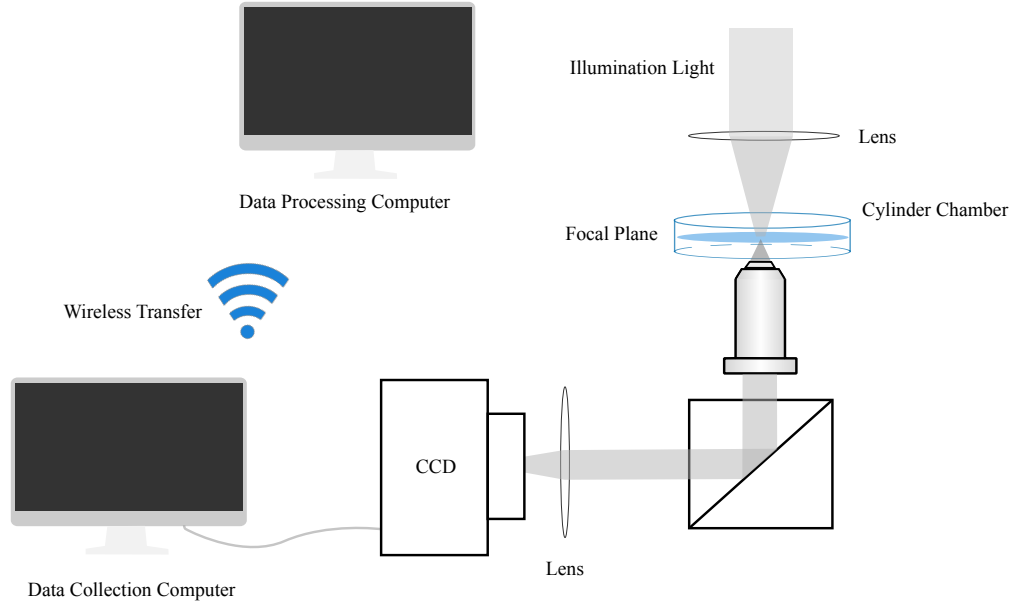 Illumination Light
Lens
Data Processing Computer
Cylinder Chamber
Focal Plane
Wireless Transfer
CCD
Lens
Data Collection Computer